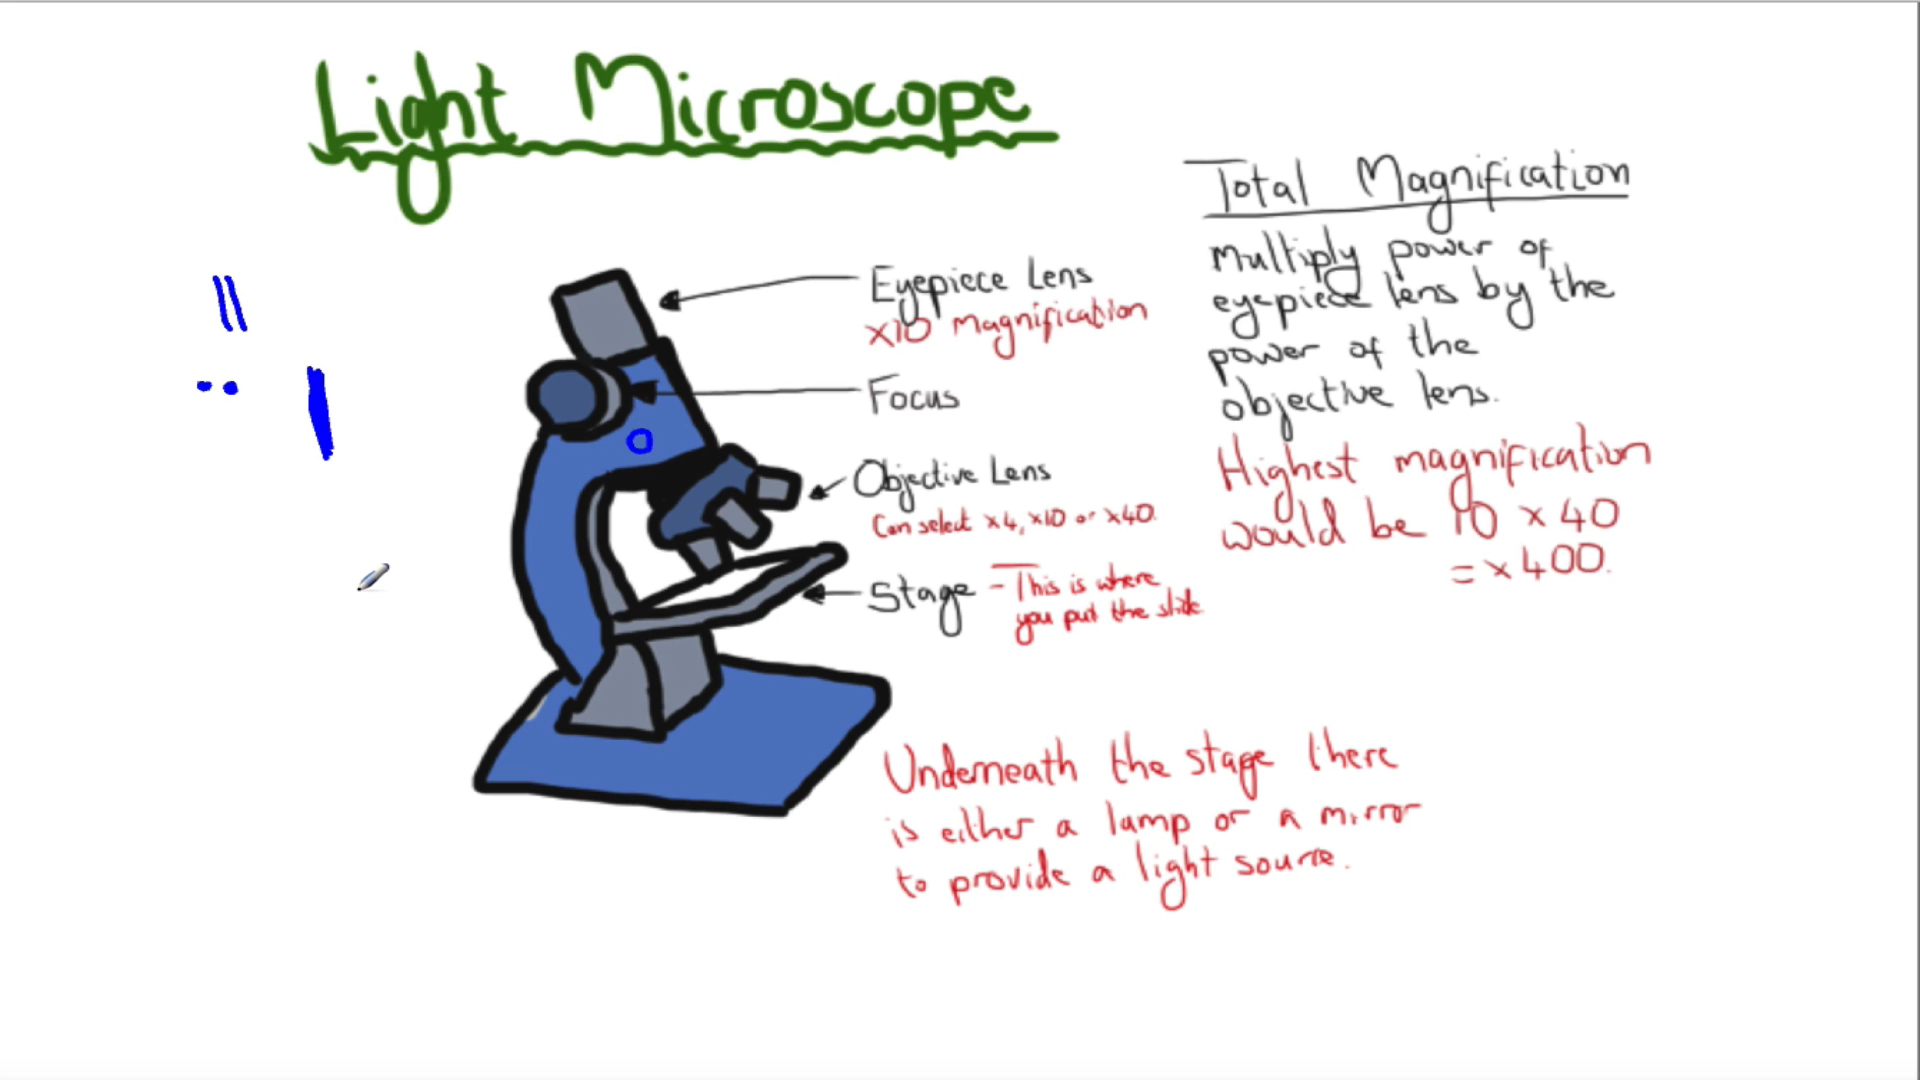 Light Microscope
Eyepiece Lens
x10 magnification
Focus
Objective Lens
Can select x4, x10 or x40.
Stage - This is where
you put the slide
Total Magnification
Multiply power of
eyepiece lens by the
power of the
objective lens.
Highest magnification
would be 10 x 40
= x400.
Underneath the stage there
is either a lamp or a mirror
to provide a light source.